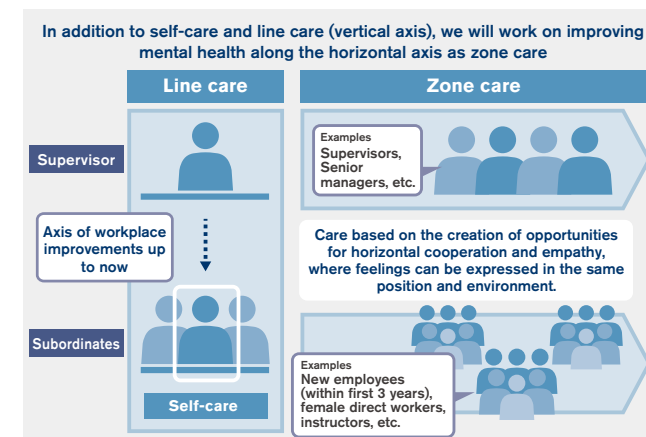 In addition to self-care and line care (vertical axis), we will work on improving
mental health along the horizontal axis as zone care
Line care
Zone care
Supervisor
Examples
Supervisors,
Senior
managers, etc.
Axis of workplace
improvements up
to now
Care based on the creation of opportunities
for horizontal cooperation and empathy,
where feelings can be expressed in the same
position and environment.
Subordinates
Self-care
Examples
New employees
(within first 3 years),
female direct workers,
instructors, etc.